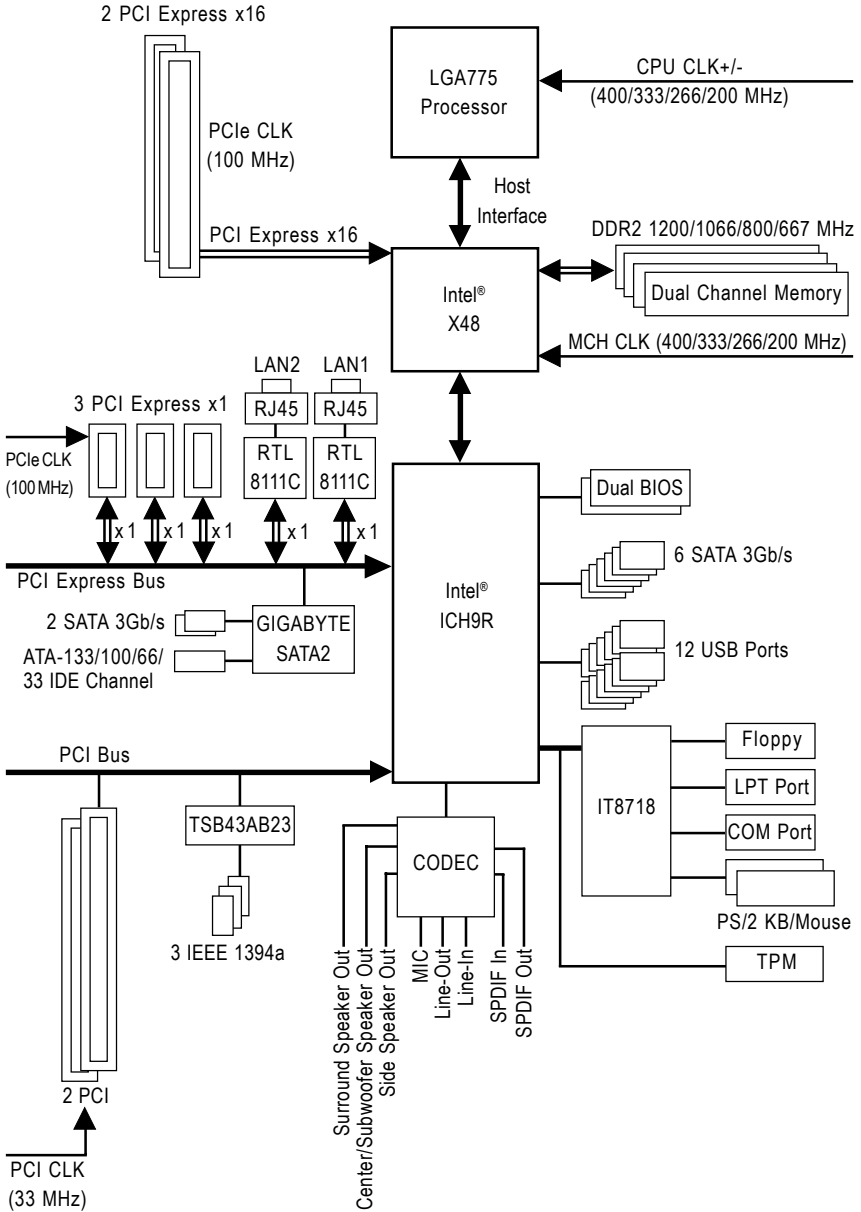 2 PCI Express x16
LGA775
Processor
CPU CLK+/-
(400/333/266/200 MHz)
PCIe CLK
(100 MHz)
Host
Interface
PCI Express x16
DDR2 1200/1066/800/667 MHz
Dual Channel Memory
Intel®
X48
MCH CLK (400/333/266/200 MHz)
LAN2
LAN1
RJ45
RJ45
3 PCI Express x1
RTL
8111C
RTL
8111C
PCIe CLK
(100 MHz)
Dual BIOS
x 1
x 1
x 1
x 1
x 1
6 SATA 3Gb/s
PCI Express Bus
Intel®
ICH9R
2 SATA 3Gb/s
GIGABYTE
SATA2
ATA-133/100/66/
33 IDE Channel
12 USB Ports
PCI Bus
Floppy
LPT Port
IT8718
COM Port
PS/2 KB/Mouse
TPM
TSB43AB23
CODEC
3 IEEE 1394a
Surround Speaker Out
Center/Subwoofer Speaker Out
Side Speaker Out
MIC
Line-Out
Line-In
SPDIF In
SPDIF Out
2 PCI
PCI CLK
(33 MHz)